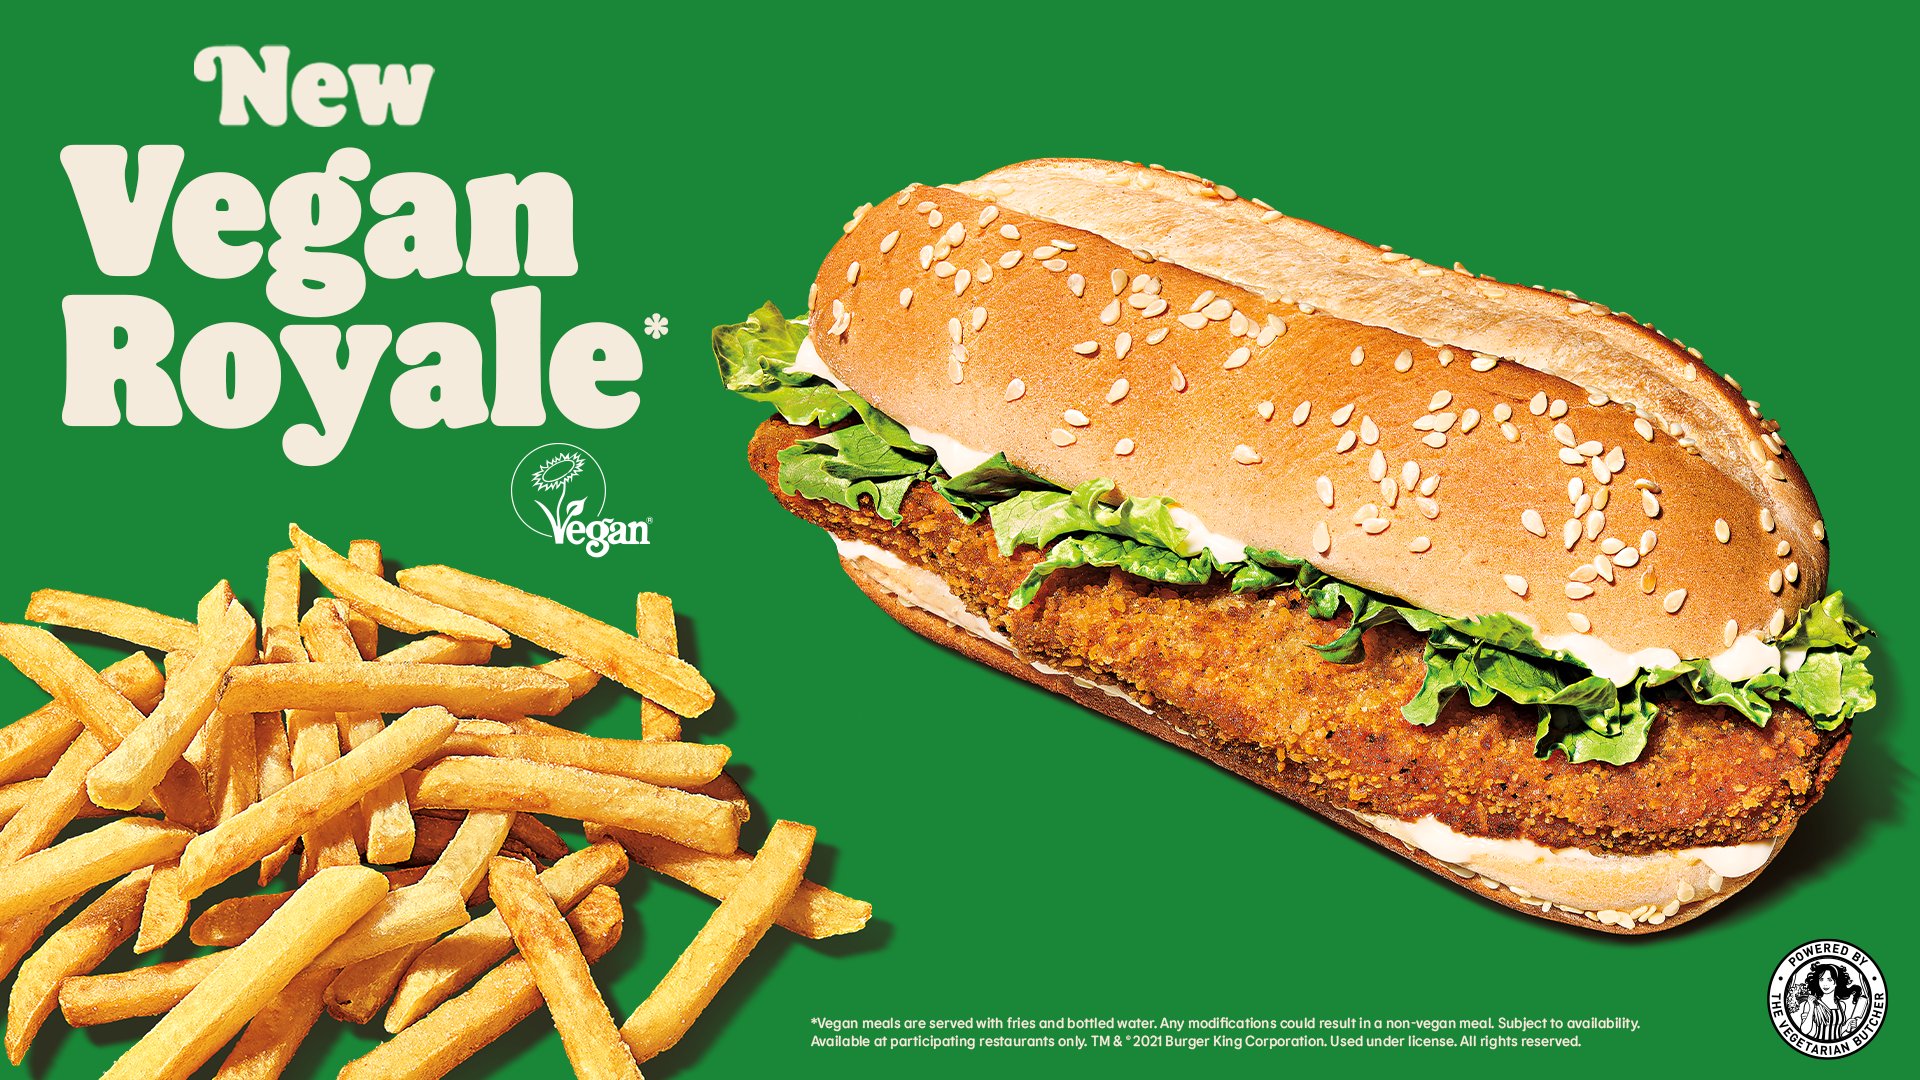 New
Vegan
Royale*
Vegan®
*Vegan meals are served with fries and bottled water. Any modifications could result in a non-vegan meal. Subject to availability.
Available at participating restaurants only. TM & © 2021 Burger King Corporation. Used under license. All rights reserved.
POWERED BY
THE VEGETARIAN BUTCHER